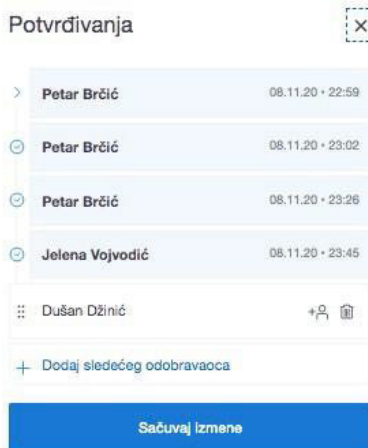 Potvrđivanja
Petar Brčić 08.11.20 • 22:59
Petar Brčić 08.11.20 • 23:02
Petar Brčić 08.11.20 • 23:26
Jelena Vojvodić 08.11.20 • 23:45
Dušan Džinić
Dodaj sledećeg odobravaoca
Sačuvaj izmene